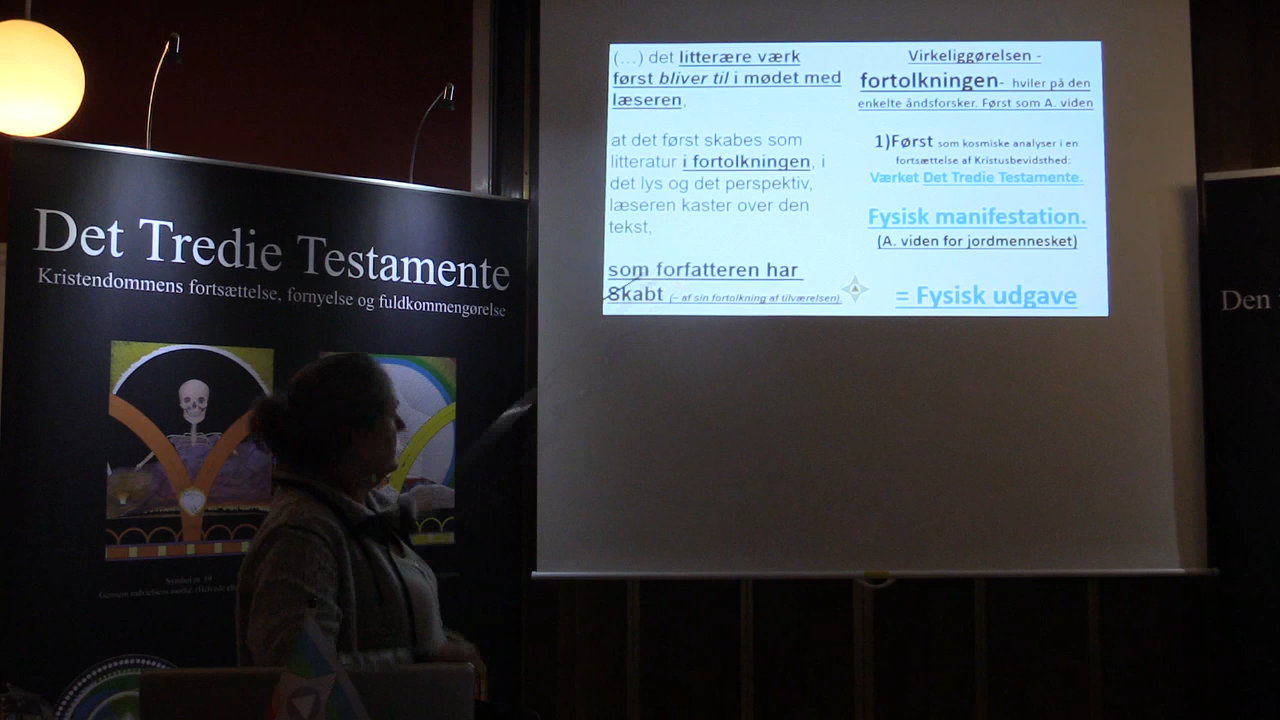 Det Tredie Testamente
Kristendommens fortsættelse, fornyelse og fuldkommengørelse
Symbol nr. 19
(…) det litterære værk
først bliver til i mødet med
læseren,
at det først skabes som
litteratur i fortolkningen, i
det lys og det perspektiv,
læseren kaster over den
tekst,
som forfatteren har
Skabt (– af sin fortolkning af tilværelsen).
Virkeliggørelsen -
fortolkningen- hviler på den
enkelte åndsforsker. Først som A. viden
1)Først som kosmiske analyser i en
fortsættelse af Kristusbevidsthed:
Værket Det Tredie Testamente.
Fysisk manifestation.
(A. viden for jordmennesket)
= Fysisk udgave
Den